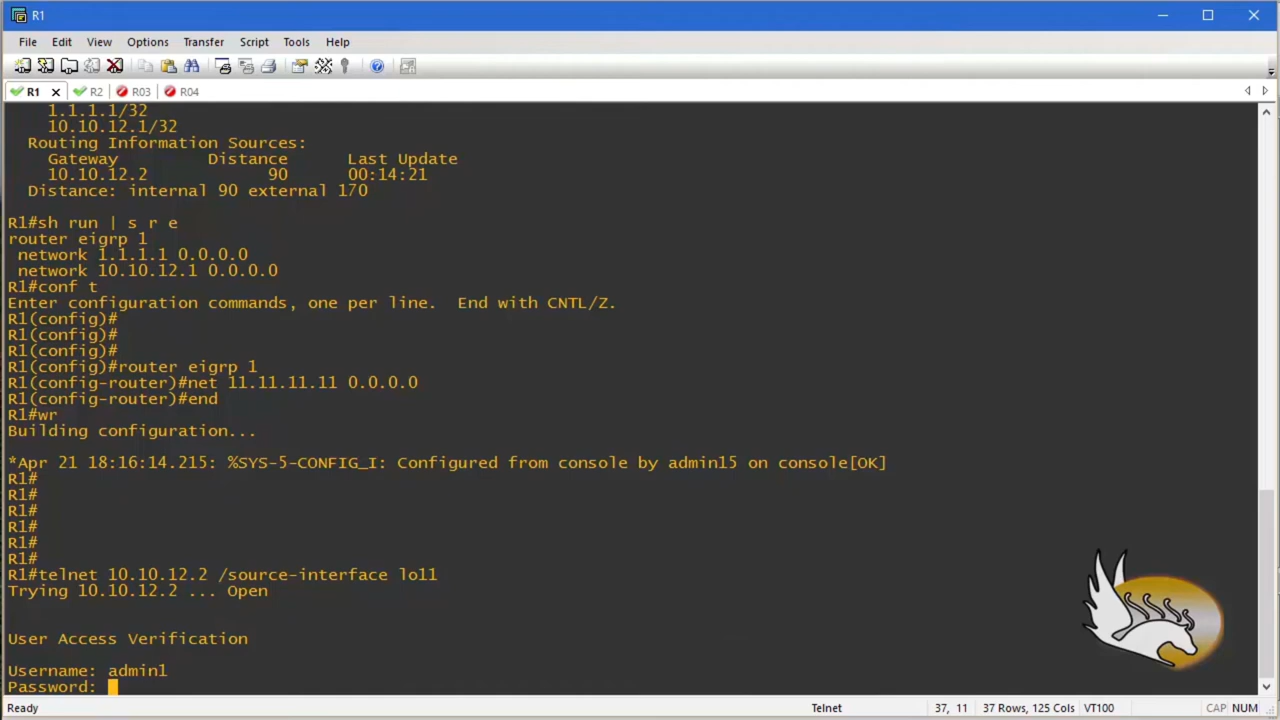 R1
File Edit View Options Transfer Script Tools Help
R1 R2 R03 R04
1.1.1.1/32
10.10.12.1/32
Routing Information Sources:
Gateway Distance Last Update
10.10.12.2 90 00:14:21
Distance: internal 90 external 170
R1#sh run | s r e
router eigrp 1
network 1.1.1.1 0.0.0.0
network 10.10.12.1 0.0.0.0
R1#conf t
Enter configuration commands, one per line. End with CNTL/Z.
R1(config)#
R1(config)#
R1(config)#
R1(config)#router eigrp 1
R1(config-router)#net 11.11.11.11 0.0.0.0
R1(config-router)#end
R1#wr
Building configuration...
*Apr 21 18:16:14.215: %SYS-5-CONFIG_I: Configured from console by admin15 on console[OK]
R1#
R1#
R1#
R1#
R1#
R1#
R1#telnet 10.10.12.2 /source-interface lo11
Trying 10.10.12.2 ... Open
User Access Verification
Username: admin1
Password:
Ready Telnet 37, 11 37 Rows, 125 Cols VT100 CAP NUM